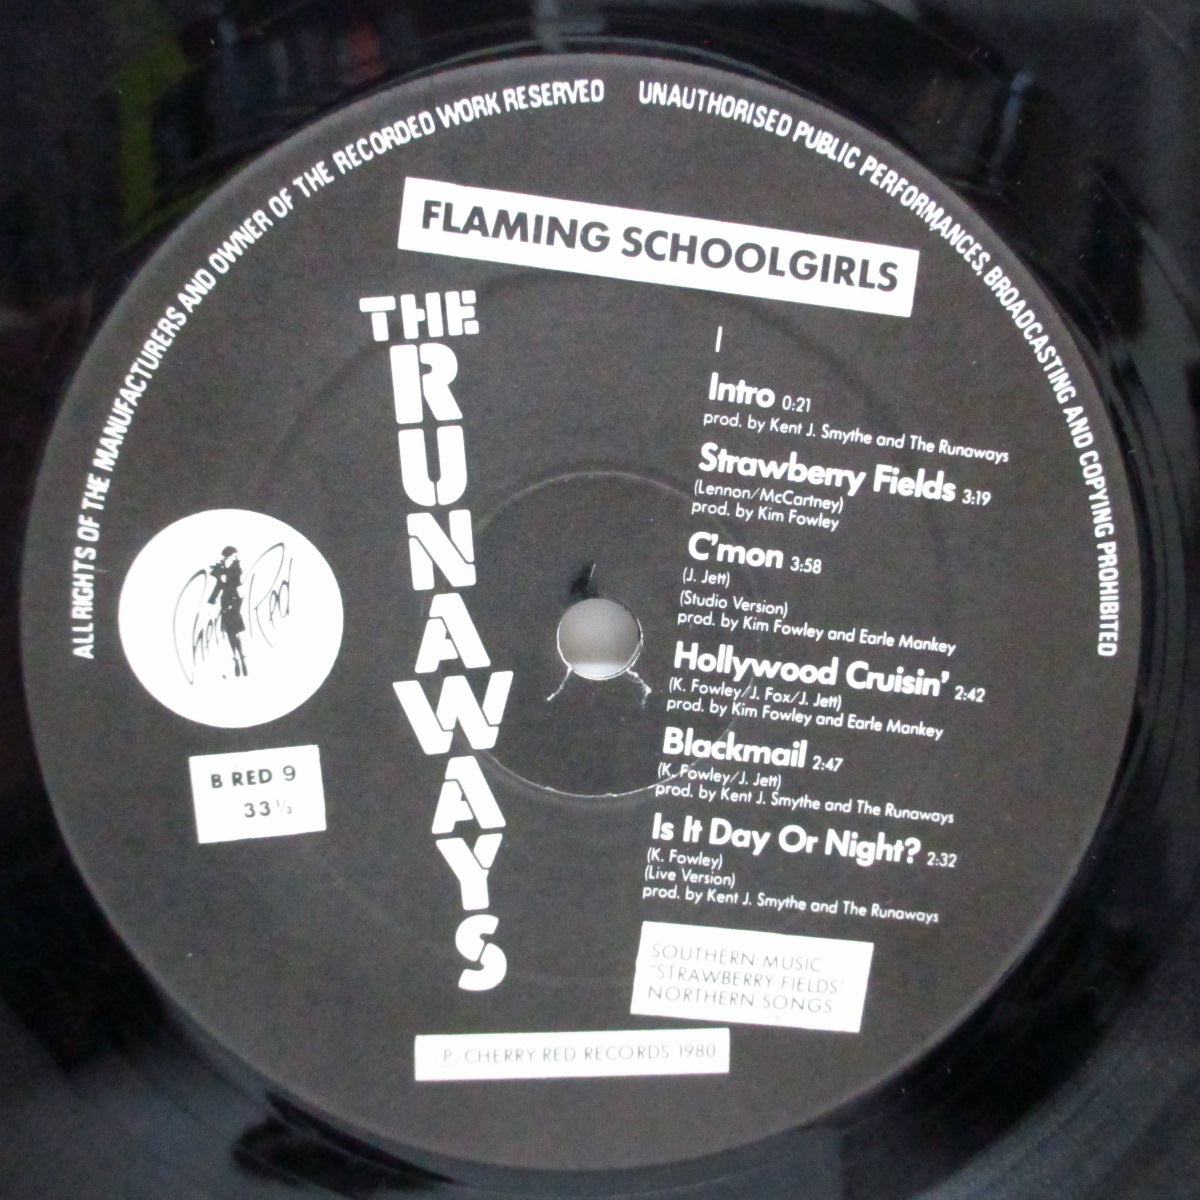 ALL RIGHTS OF THE MANUFACTURERS AND OWNER OF THE RECORDED WORK RESERVED
UNAUTHORISED PUBLIC PERFORMANCES, BROADCASTING AND COPYING PROHIBITED
FLAMING SCHOOLGIRLS
THE
RUNAWAYS
I
Intro 0:21
prod. by Kent J. Smythe and The Runaways
Strawberry Fields 3:19
(Lennon/McCartney)
prod. by Kim Fowley
C'mon 3:58
(J. Jett)
(Studio Version)
prod. by Kim Fowley and Earle Mankey
Hollywood Cruisin' 2:42
(K. Fowley/J. Fox/J. Jett)
prod. by Kim Fowley and Earle Mankey
Blackmail 2:47
(K. Fowley/J. Jett)
prod. by Kent J. Smythe and The Runaways
Is It Day Or Night? 2:32
(K. Fowley)
(Live Version)
prod. by Kent J. Smythe and The Runaways
Cherry Red
B RED 9
33⅓
SOUTHERN MUSIC
"STRAWBERRY FIELDS"
NORTHERN SONGS
P) CHERRY RED RECORDS 1980